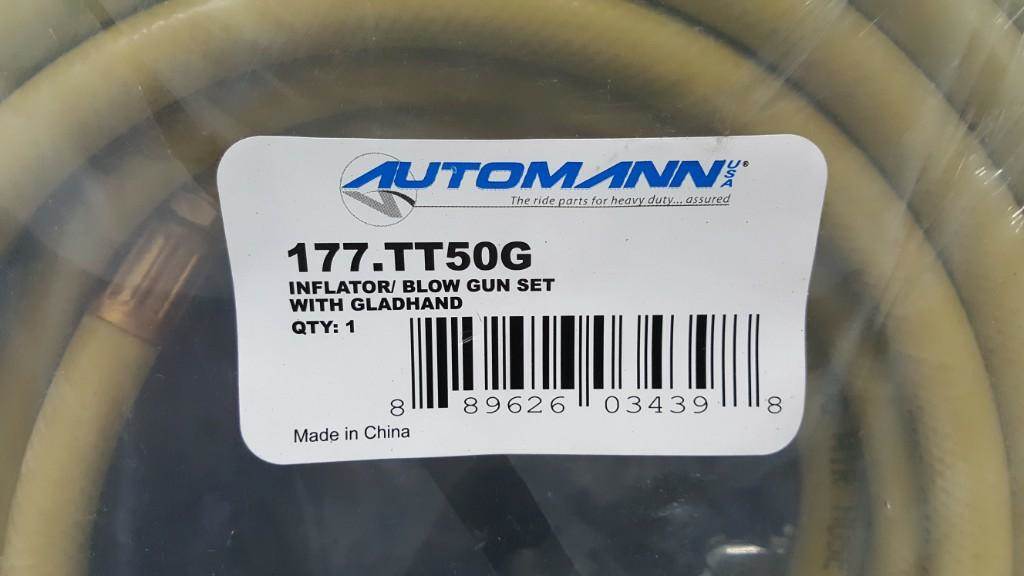 AUTOMANN USA®
The ride parts for heavy duty... assured
177.TT50G
INFLATOR/ BLOW GUN SET
WITH GLADHAND
QTY: 1
8 89626 03439 8
Made in China